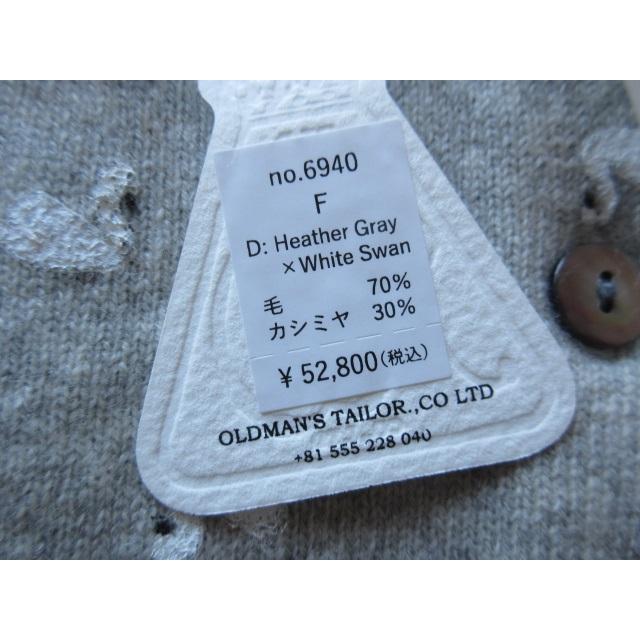 no.6940
F
D: Heather Gray
× White Swan
毛 70%
カシミヤ 30%
¥ 52,800(税込)
OLDMAN'S TAILOR.,CO LTD
+81 555 228 040